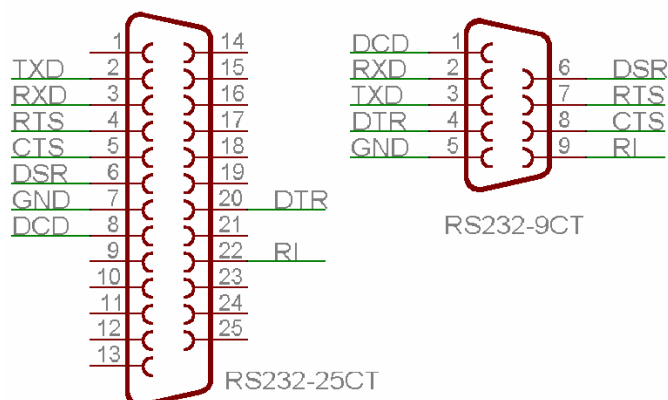 1 14
TXD 2 15
RXD 3 16
RTS 4 17
CTS 5 18
DSR 6 19
GND 7 20 DTR
DCD 8 21
9 22 RI
10 23
11 24
12 25
13
RS232-25CT
DCD 1
RXD 2 6 DSR
TXD 3 7 RTS
DTR 4 8 CTS
GND 5 9 RI
RS232-9CT